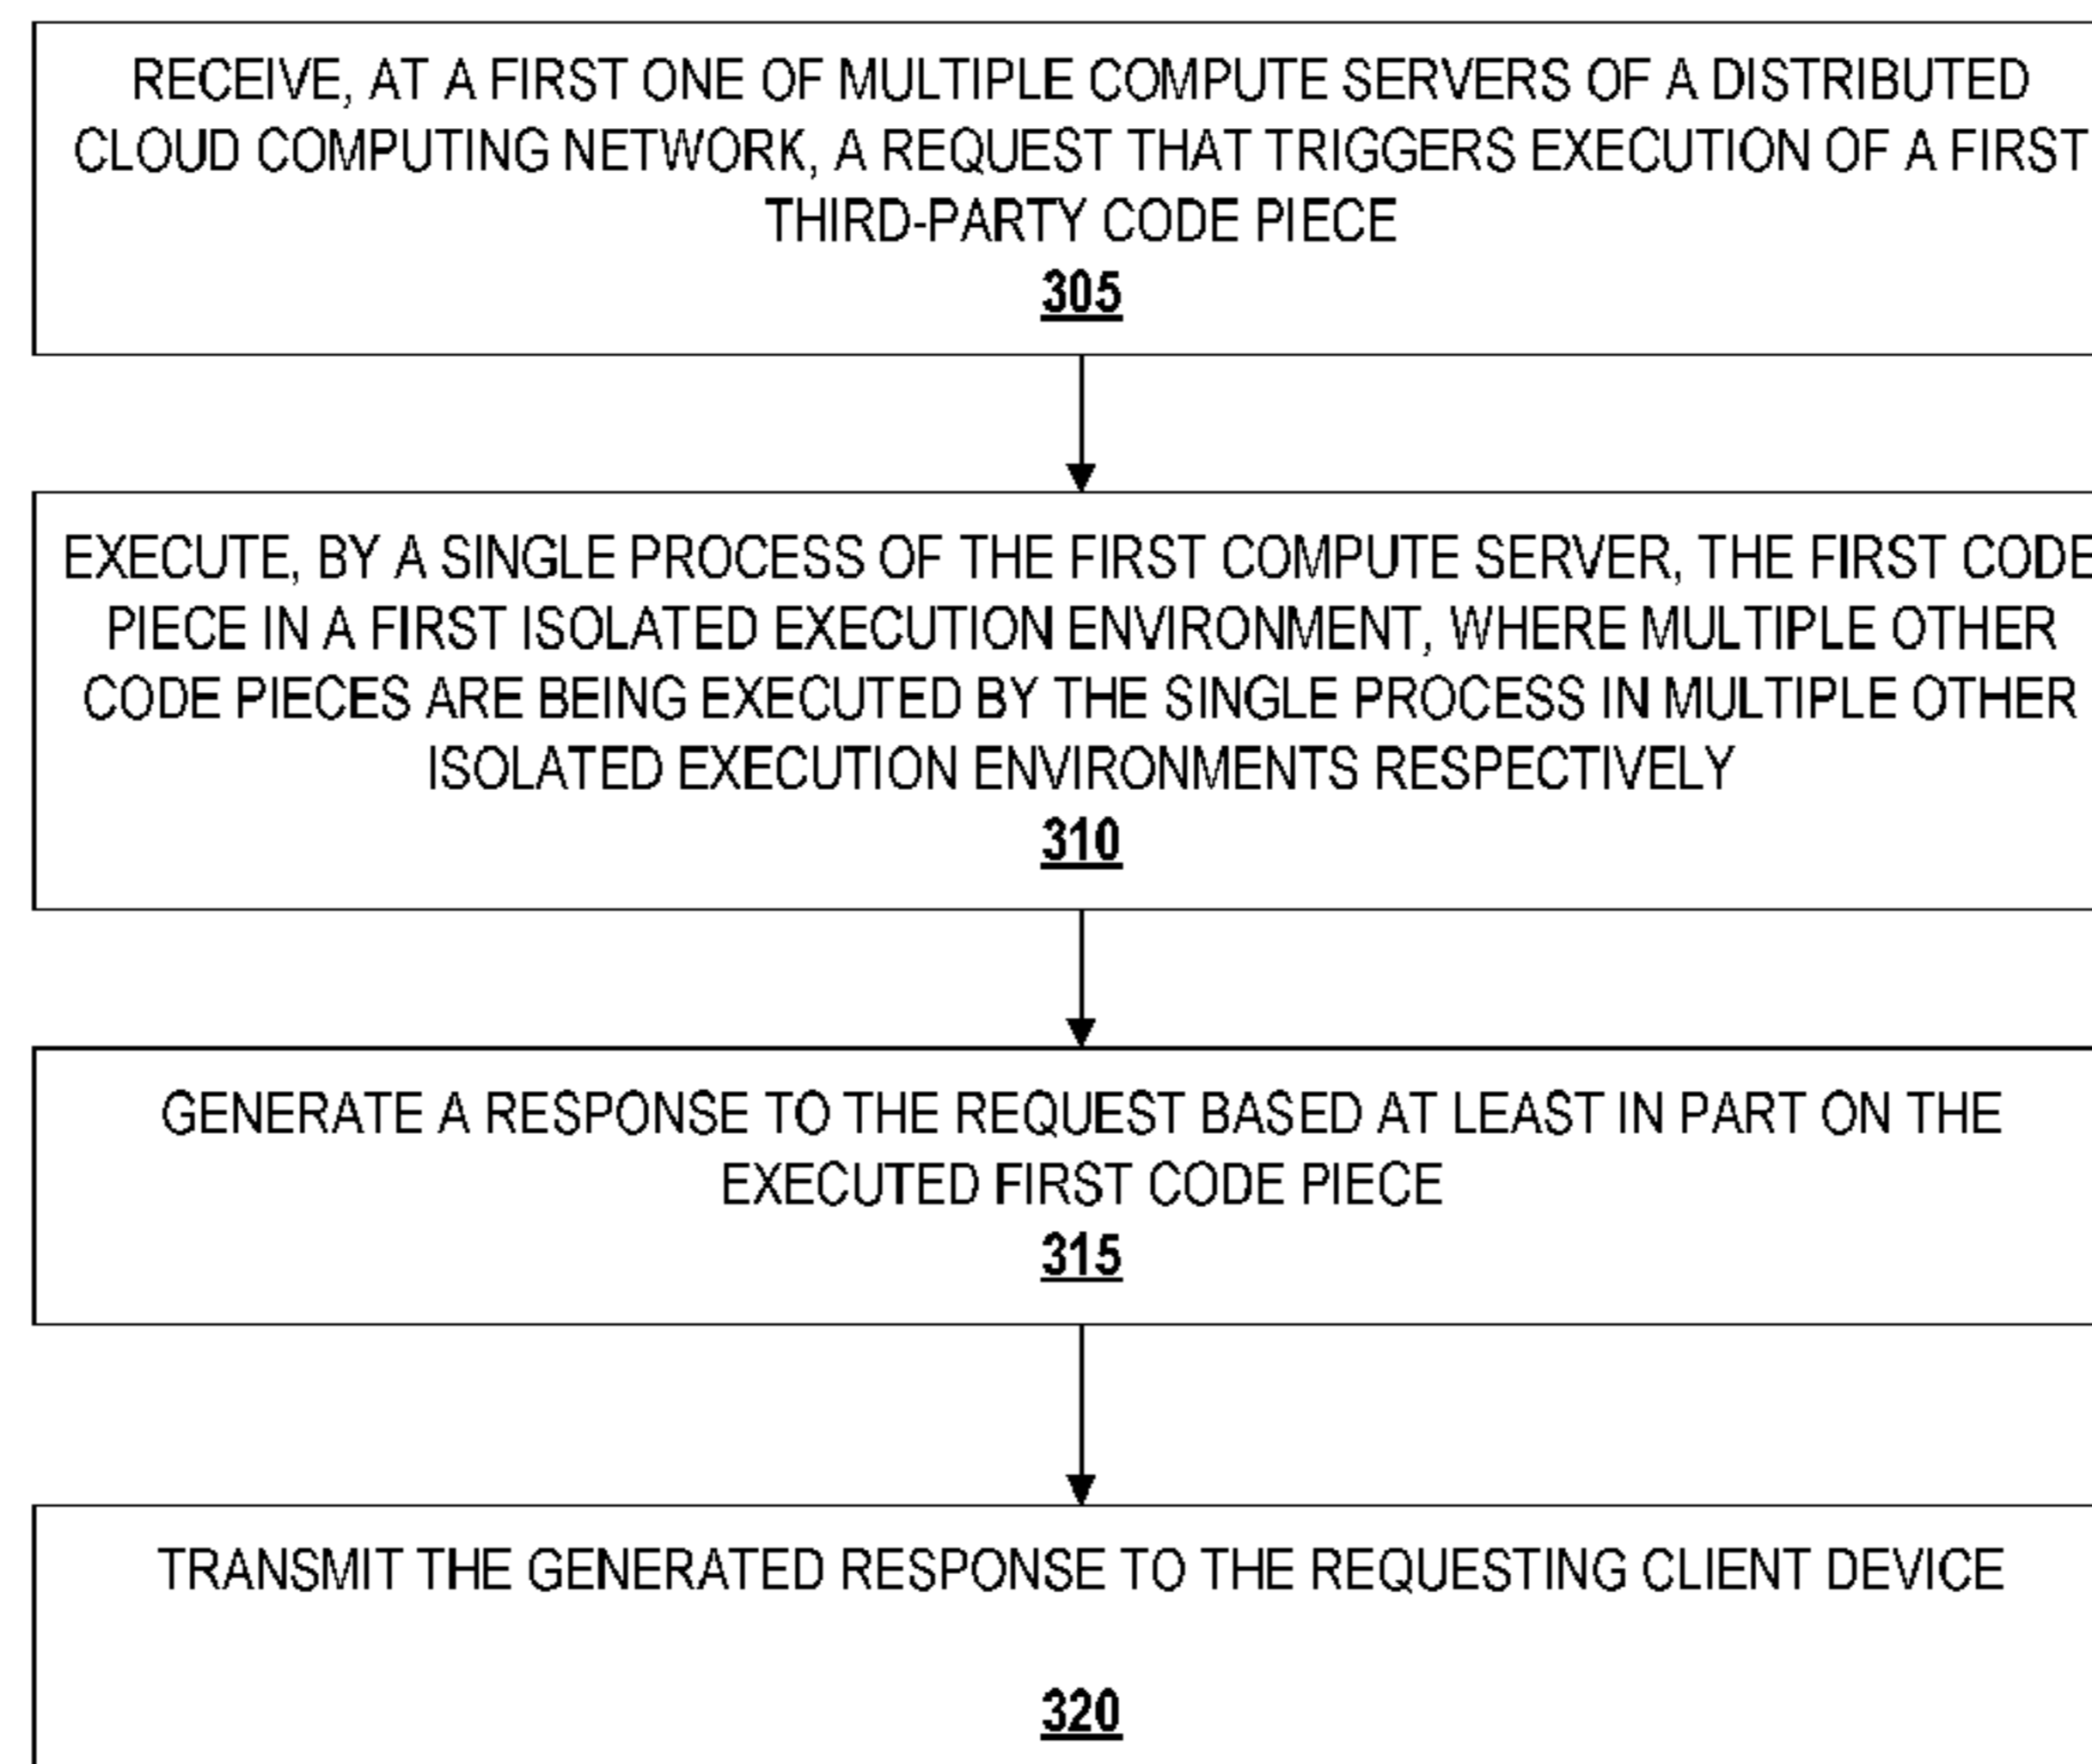 RECEIVE, AT A FIRST ONE OF MULTIPLE COMPUTE SERVERS OF A DISTRIBUTED
CLOUD COMPUTING NETWORK, A REQUEST THAT TRIGGERS EXECUTION OF A FIRST
THIRD-PARTY CODE PIECE
305
EXECUTE, BY A SINGLE PROCESS OF THE FIRST COMPUTE SERVER, THE FIRST CODE
PIECE IN A FIRST ISOLATED EXECUTION ENVIRONMENT, WHERE MULTIPLE OTHER
CODE PIECES ARE BEING EXECUTED BY THE SINGLE PROCESS IN MULTIPLE OTHER
ISOLATED EXECUTION ENVIRONMENTS RESPECTIVELY
310
GENERATE A RESPONSE TO THE REQUEST BASED AT LEAST IN PART ON THE
EXECUTED FIRST CODE PIECE
315
TRANSMIT THE GENERATED RESPONSE TO THE REQUESTING CLIENT DEVICE
320